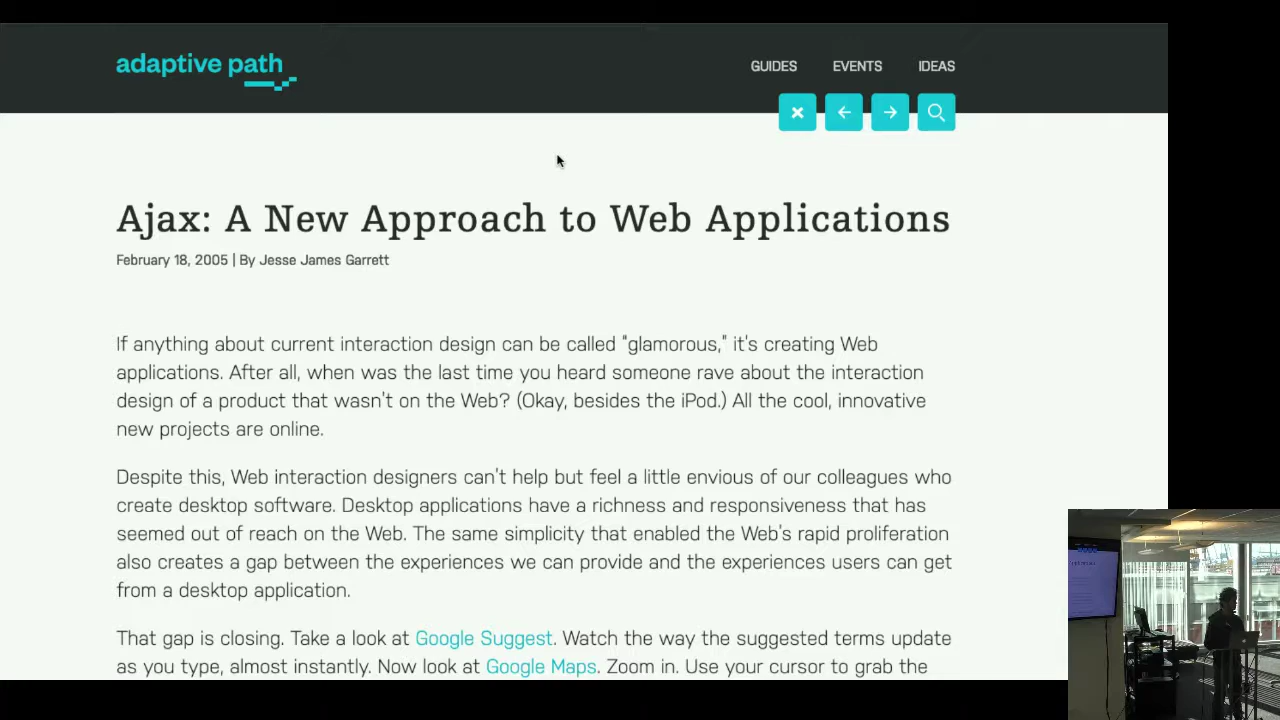 adaptive path
GUIDES EVENTS IDEAS
Ajax: A New Approach to Web Applications
February 18, 2005 | By Jesse James Garrett
If anything about current interaction design can be called “glamorous,” it’s creating Web
applications. After all, when was the last time you heard someone rave about the interaction
design of a product that wasn’t on the Web? (Okay, besides the iPod.) All the cool, innovative
new projects are online.
Despite this, Web interaction designers can’t help but feel a little envious of our colleagues who
create desktop software. Desktop applications have a richness and responsiveness that has
seemed out of reach on the Web. The same simplicity that enabled the Web’s rapid proliferation
also creates a gap between the experiences we can provide and the experiences users can get
from a desktop application.
That gap is closing. Take a look at Google Suggest. Watch the way the suggested terms update
as you type, almost instantly. Now look at Google Maps. Zoom in. Use your cursor to grab the